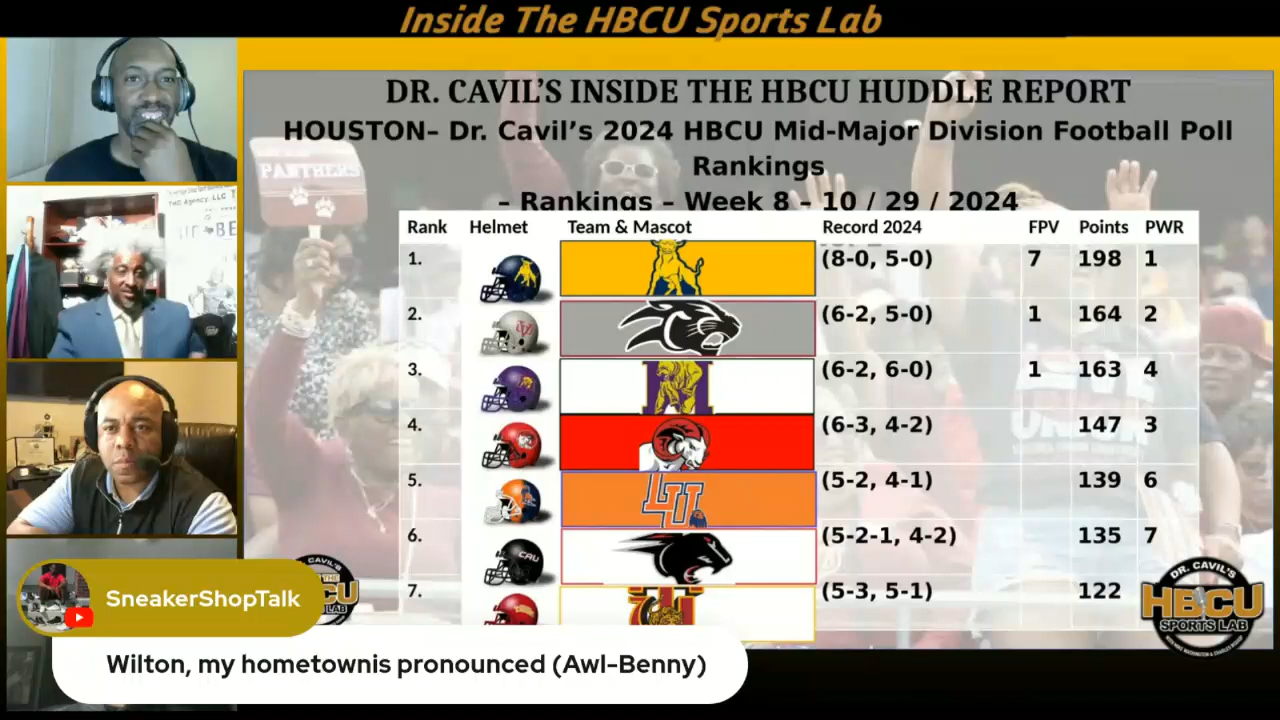 Inside The HBCU Sports Lab
DR. CAVIL'S INSIDE THE HBCU HUDDLE REPORT
HOUSTON– Dr. Cavil's 2024 HBCU Mid-Major Division Football Poll
Rankings
– Rankings – Week 8 – 10 / 29 / 2024
PANTHERS
Rank Helmet Team & Mascot Record 2024 FPV Points PWR
1. (8-0, 5-0) 7 198 1
2. (6-2, 5-0) 1 164 2
3. (6-2, 6-0) 1 163 4
4. (6-3, 4-2) 147 3
5. LU (5-2, 4-1) 139 6
6. CAU (5-2-1, 4-2) 135 7
7. (5-3, 5-1) 122
UNION
DR. CAVIL'S
HBCU
SPORTS LAB
SneakerShopTalk
Wilton, my hometownis pronounced (Awl-Benny)